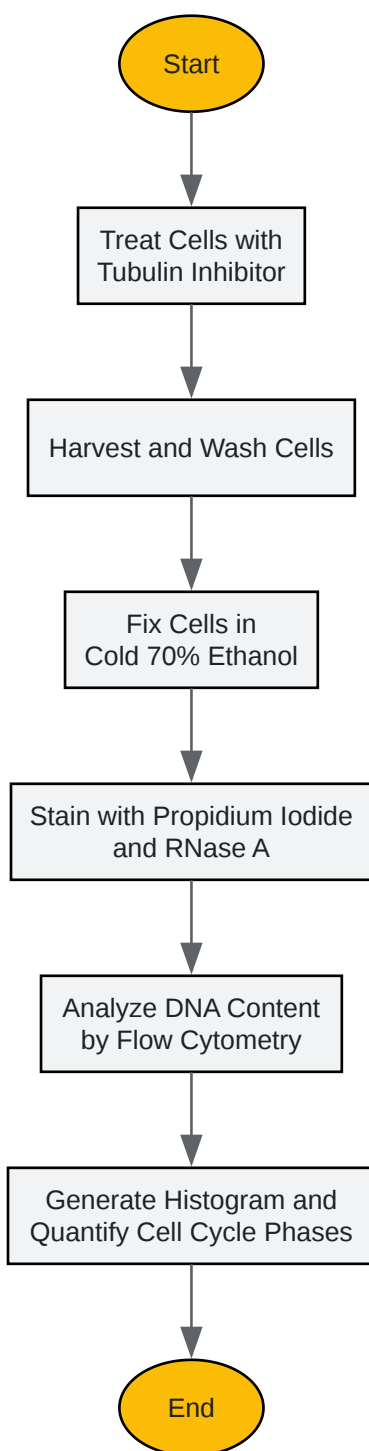 Start
Treat Cells with
Tubulin Inhibitor
Harvest and Wash Cells
Fix Cells in
Cold 70% Ethanol
Stain with Propidium Iodide
and RNase A
Analyze DNA Content
by Flow Cytometry
Generate Histogram and
Quantify Cell Cycle Phases
End